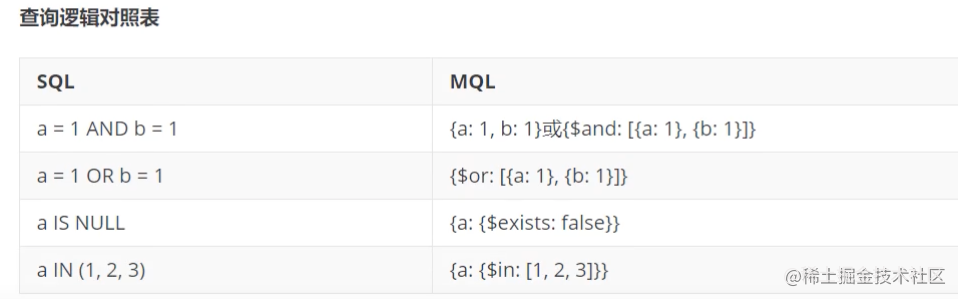 查询逻辑对照表
SQL MQL
a = 1 AND b = 1 {a: 1, b: 1}或{$and: [{a: 1}, {b: 1}]}
a = 1 OR b = 1 {$or: [{a: 1}, {b: 1}]}
a IS NULL {a: {$exists: false}}
a IN (1, 2, 3) {a: {$in: [1, 2, 3]}}
@稀土掘金技术社区